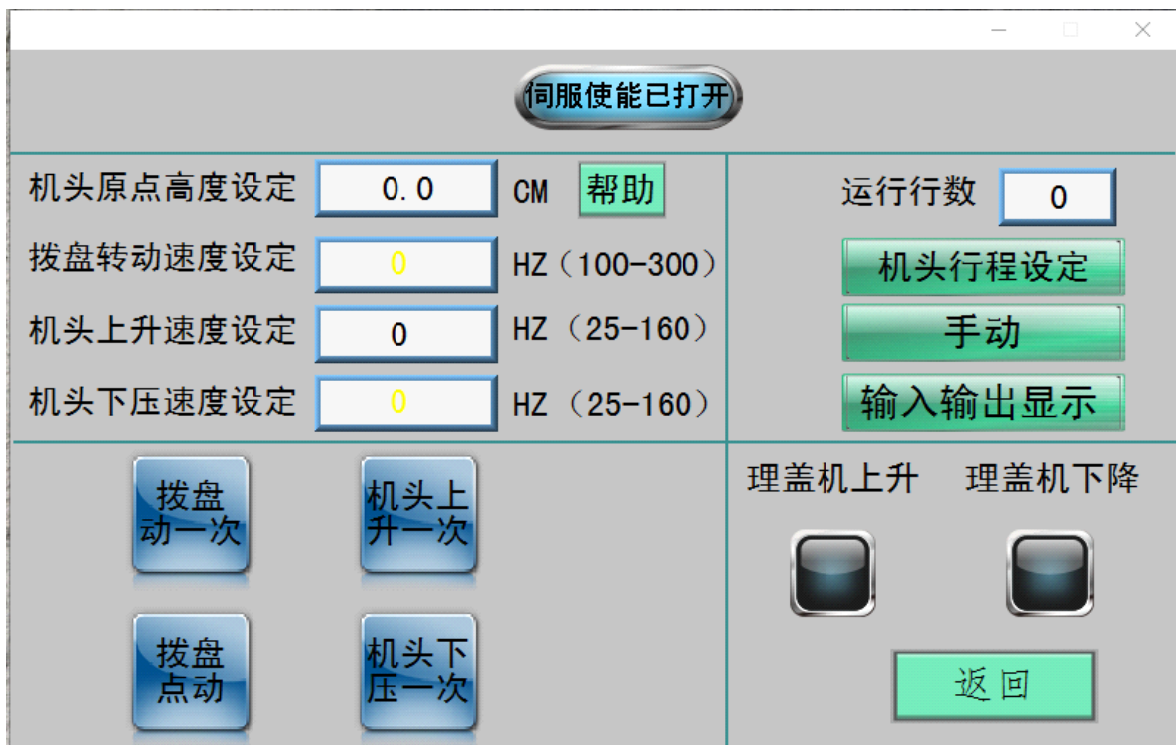 伺服使能已打开
机头原点高度设定 0.0 CM 帮助
拨盘转动速度设定 0 HZ（100-300）
机头上升速度设定 0 HZ（25-160）
机头下压速度设定 0 HZ（25-160）
运行行数 0
机头行程设定
手动
输入输出显示
拨盘
动一次
机头上
升一次
拨盘
点动
机头下
压一次
理盖机上升 理盖机下降
返回